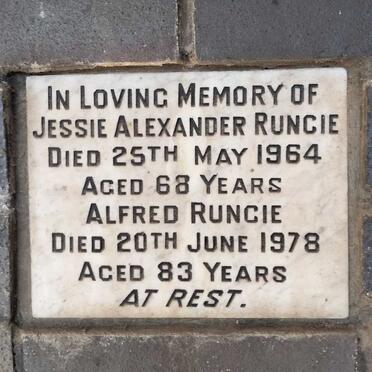 In Loving Memory of
Jessie Alexander Runcie
Died 25th May 1964
Aged 68 Years
Alfred Runcie
Died 20th June 1978
Aged 83 Years
AT REST.